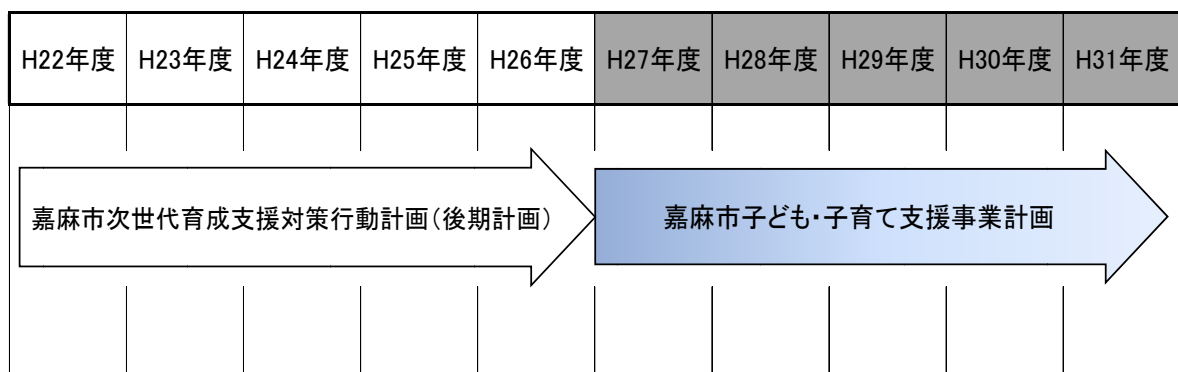 H22年度 H23年度 H24年度 H25年度 H26年度 H27年度 H28年度 H29年度 H30年度 H31年度
嘉麻市次世代育成支援対策行動計画(後期計画)
嘉麻市子ども・子育て支援事業計画